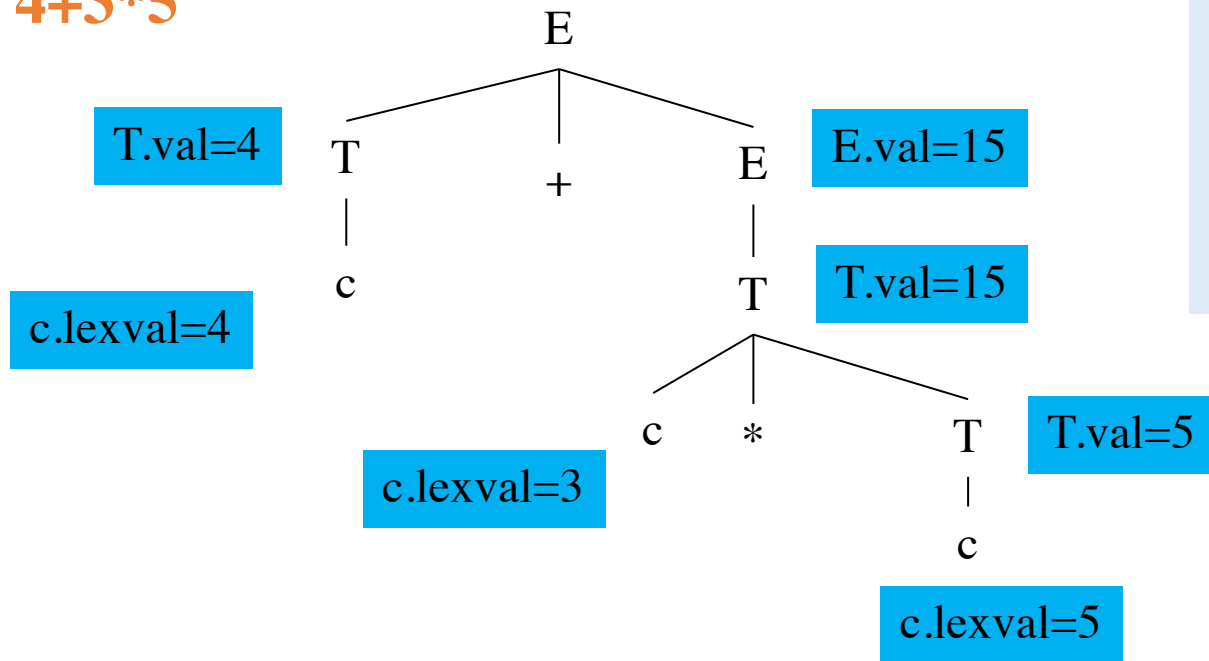 4+3*5
E
T.val=4
T
+
E
E.val=15
c
T
T.val=15
c.lexval=4
c
*
T
T.val=5
c.lexval=3
c
c.lexval=5